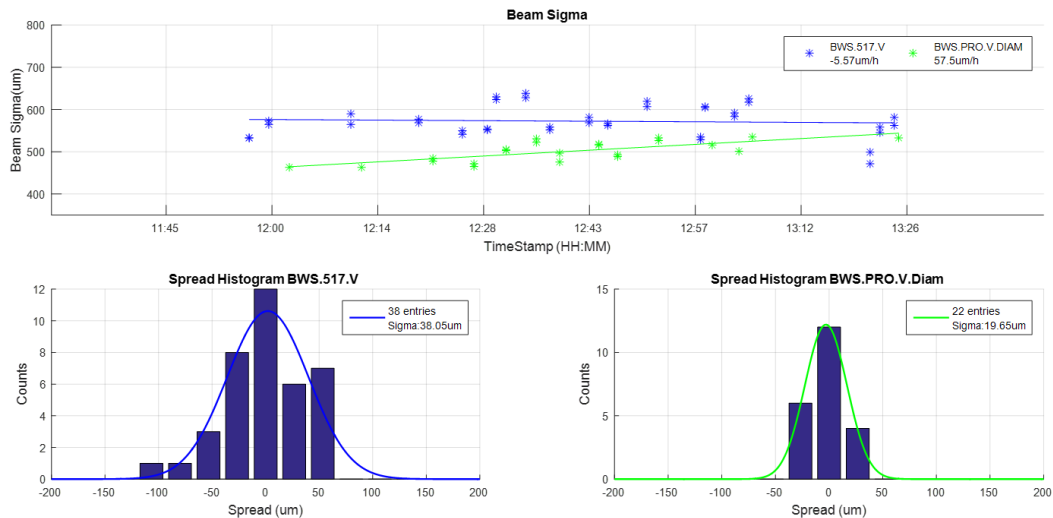 Beam Sigma
800
700
600
500
400
Beam Sigma(um)
BWS.517.V
-5.57um/h
BWS.PRO.V.DIAM
57.5um/h
11:45
12:00
12:14
12:28
12:43
12:57
13:12
13:26
TimeStamp (HH:MM)
Spread Histogram BWS.517.V
12
10
8
6
4
2
0
Counts
38 entries
Sigma:38.05um
-200
-150
-100
-50
0
50
100
150
200
Spread (um)
Spread Histogram BWS.PRO.V.Diam
15
10
5
0
Counts
22 entries
Sigma:19.65um
-200
-150
-100
-50
0
50
100
150
200
Spread (um)